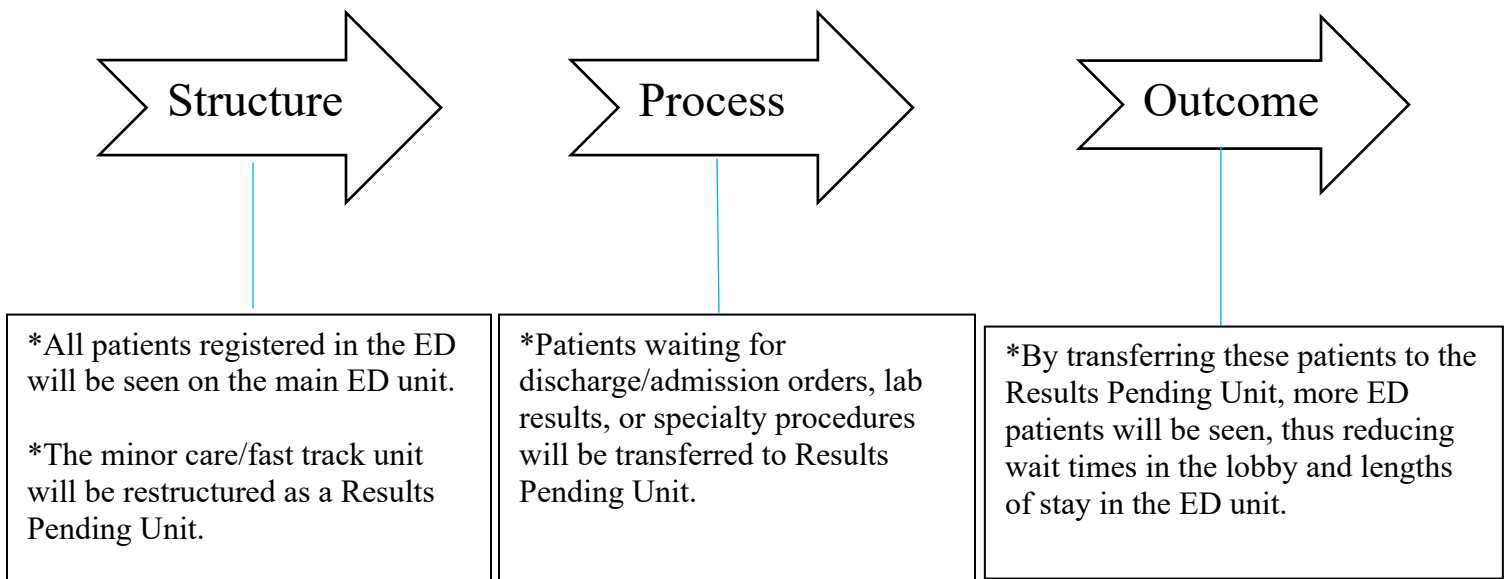 Structure
Process
Outcome
*All patients registered in the ED
will be seen on the main ED unit.
*The minor care/fast track unit
will be restructured as a Results
Pending Unit.
*Patients waiting for
discharge/admission orders, lab
results, or specialty procedures
will be transferred to Results
Pending Unit.
*By transferring these patients to the
Results Pending Unit, more ED
patients will be seen, thus reducing
wait times in the lobby and lengths
of stay in the ED unit.